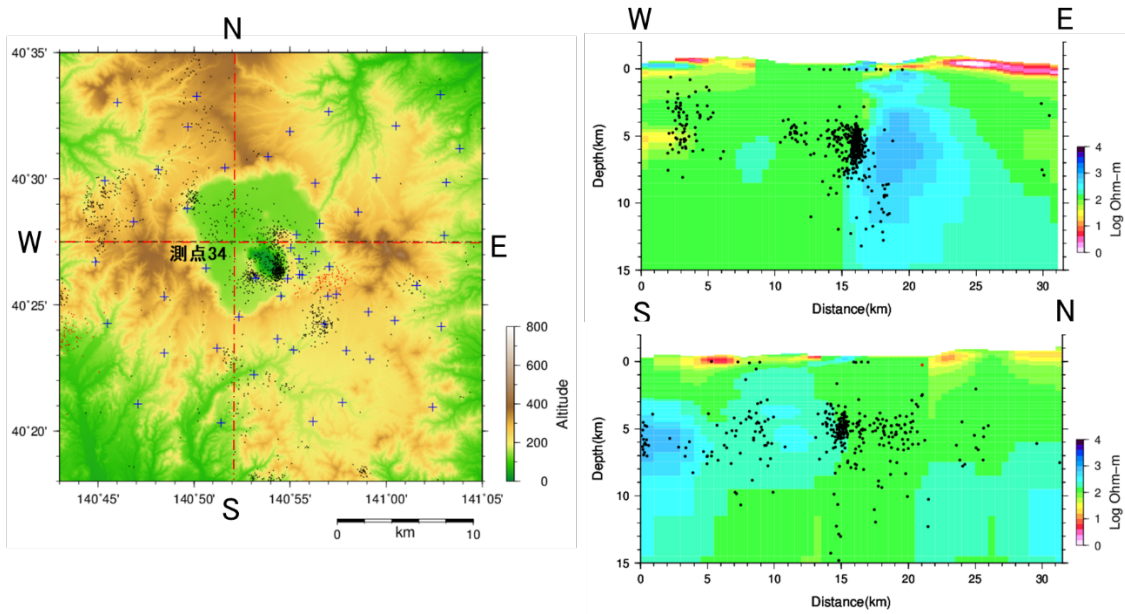 N
40˚35'
40˚30'
W
測点34
E
40˚25'
40˚20'
800
600
400
200
0
Altitude
140˚45'
140˚50'
140˚55'
141˚00'
141˚05'
S
0
km
10
W
E
0
5
10
15
Depth(km)
0
5
10
15
20
25
30
Distance(km)
4
3
2
1
0
Log Ohm-m
S
N
0
5
10
15
Depth(km)
0
5
10
15
20
25
30
Distance(km)
4
3
2
1
0
Log Ohm-m